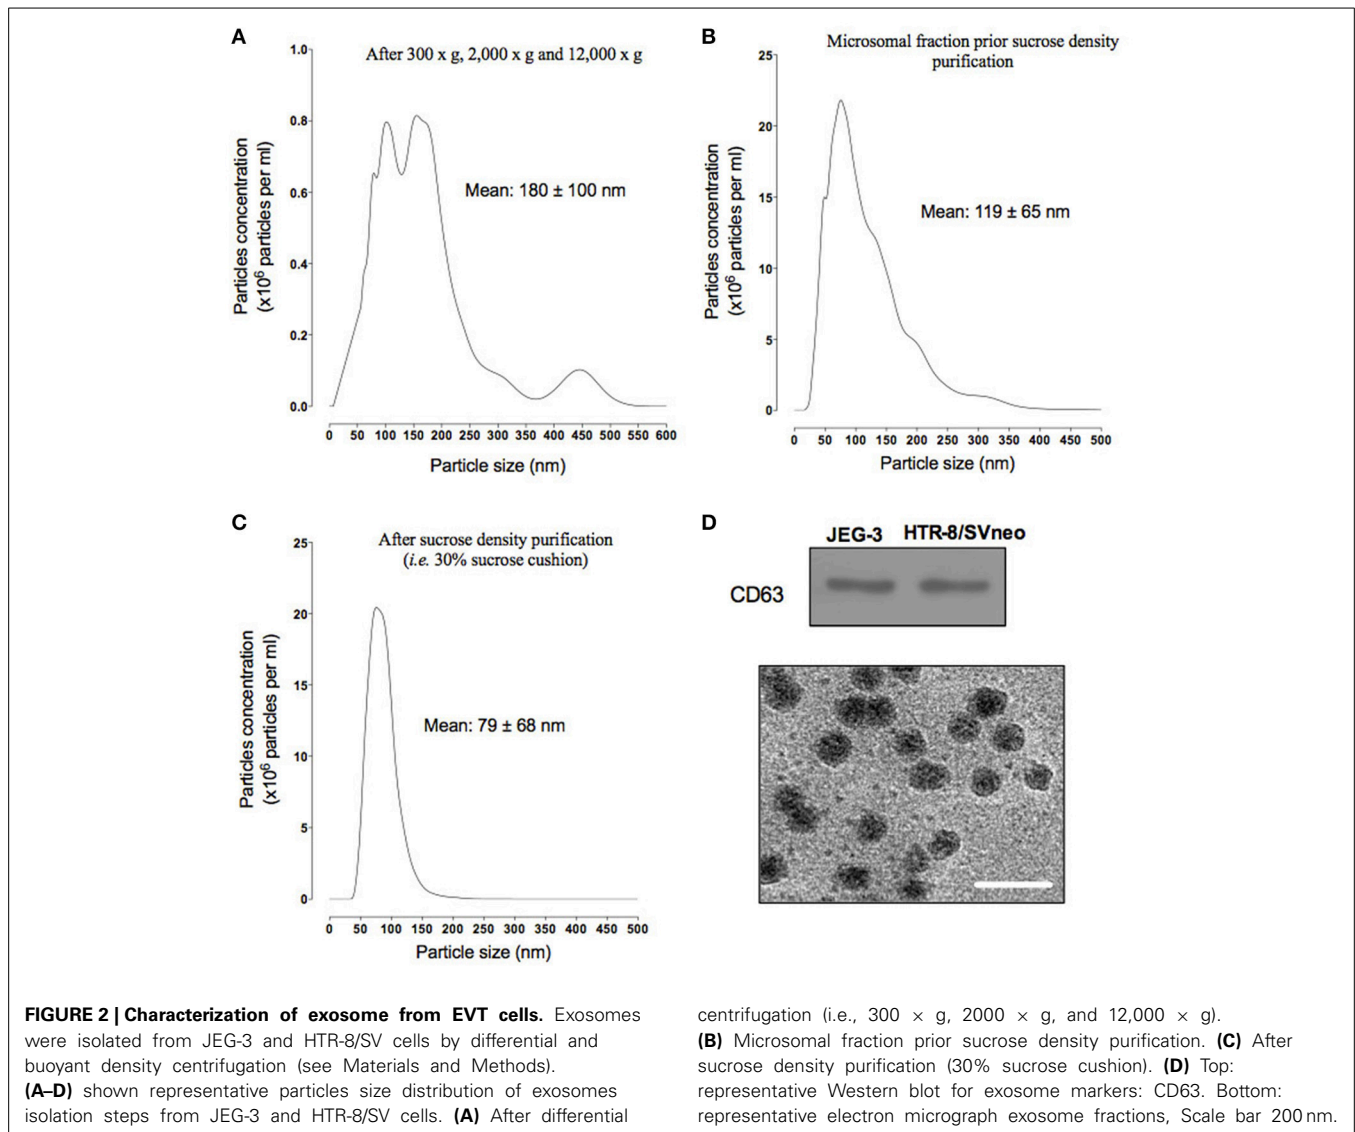 A
After 300 x g, 2,000 x g and 12,000 x g
Particles concentration
(x10⁶ particles per ml)
1.0
0.8
0.6
0.4
0.2
0.0
Mean: 180 ± 100 nm
0 50 100 150 200 250 300 350 400 450 500 550 600
Particle size (nm)
B
Microsomal fraction prior sucrose density
purification
Particles concentration
(x10⁶ particles per ml)
25
20
15
10
5
0
Mean: 119 ± 65 nm
0 50 100 150 200 250 300 350 400 450 500
Particle size (nm)
C
After sucrose density purification
(i.e. 30% sucrose cushion)
Particles concentration
(x10⁶ particles per ml)
25
20
15
10
5
0
Mean: 79 ± 68 nm
0 50 100 150 200 250 300 350 400 450 500
Particle size (nm)
D
JEG-3 HTR-8/SVneo
CD63
FIGURE 2 | Characterization of exosome from EVT cells. Exosomes
were isolated from JEG-3 and HTR-8/SV cells by differential and
buoyant density centrifugation (see Materials and Methods).
(A–D) shown representative particles size distribution of exosomes
isolation steps from JEG-3 and HTR-8/SV cells. (A) After differential
centrifugation (i.e., 300 × g, 2000 × g, and 12,000 × g).
(B) Microsomal fraction prior sucrose density purification. (C) After
sucrose density purification (30% sucrose cushion). (D) Top:
representative Western blot for exosome markers: CD63. Bottom:
representative electron micrograph exosome fractions, Scale bar 200 nm.